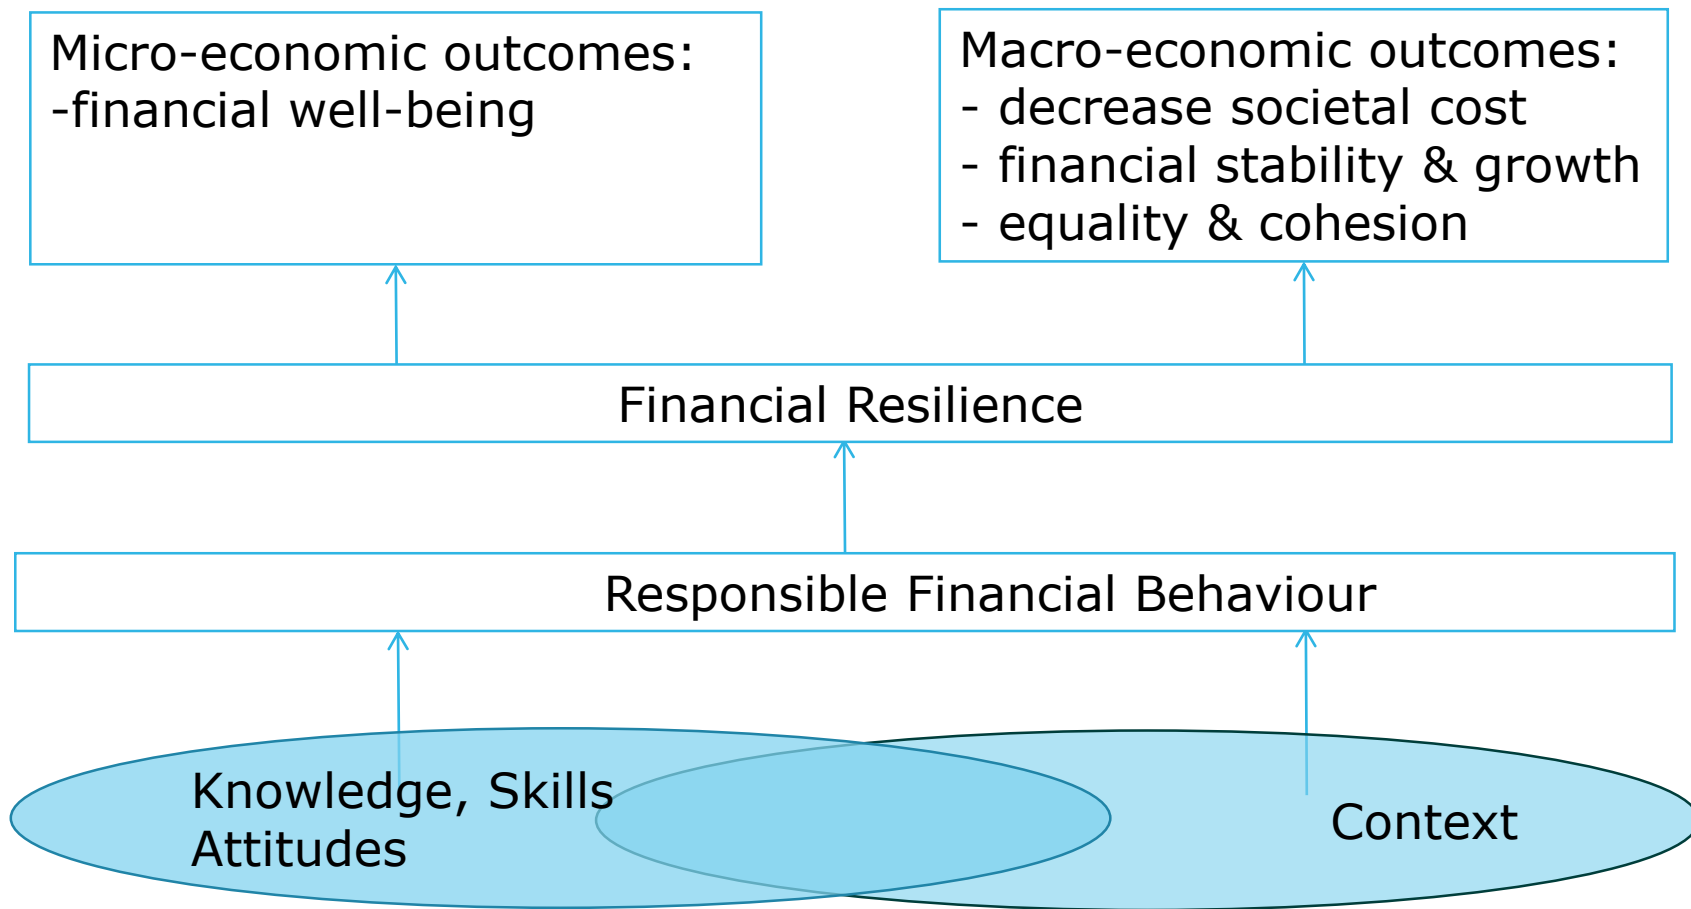 Micro-economic outcomes:
-financial well-being
Macro-economic outcomes:
- decrease societal cost
- financial stability & growth
- equality & cohesion
Financial Resilience
Responsible Financial Behaviour
Knowledge, Skills
Attitudes
Context